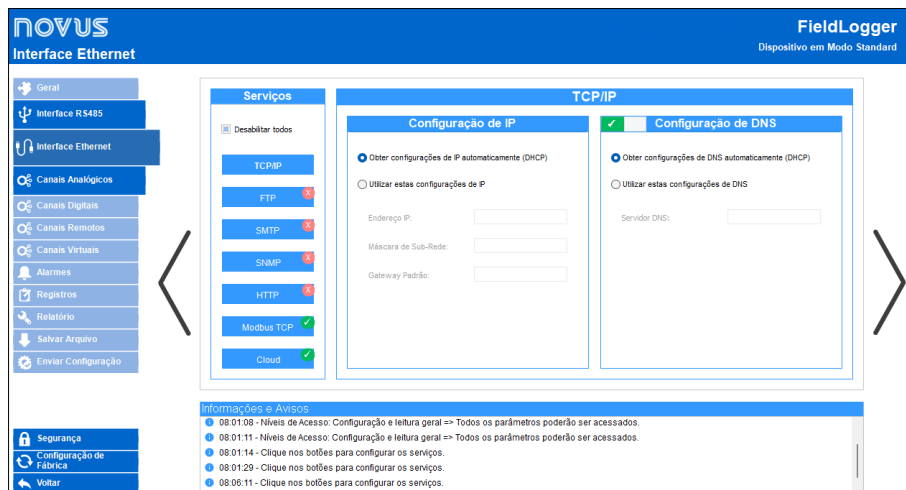 NOVUS
Interface Ethernet
FieldLogger
Dispositivo em Modo Standard
Geral
Interface RS485
Interface Ethernet
Canais Analógicos
Canais Digitais
Canais Remotos
Canais Virtuais
Alarmes
Registros
Relatório
Salvar Arquivo
Enviar Configuração
Segurança
Configuração de
Fábrica
Voltar
Serviços
Desabilitar todos
TCP/IP
FTP
SMTP
SNMP
HTTP
Modbus TCP
Cloud
TCP/IP
Configuração de IP
Obter configurações de IP automaticamente (DHCP)
Utilizar estas configurações de IP
Endereço IP:
Máscara de Sub-Rede:
Gateway Padrão:
Configuração de DNS
Obter configurações de DNS automaticamente (DHCP)
Utilizar estas configurações de DNS
Servidor DNS:
Informações e Avisos
08:01:08 - Níveis de Acesso: Configuração e leitura geral => Todos os parâmetros poderão ser acessados.
08:01:11 - Níveis de Acesso: Configuração e leitura geral => Todos os parâmetros poderão ser acessados.
08:01:14 - Clique nos botões para configurar os serviços.
08:01:29 - Clique nos botões para configurar os serviços.
08:06:11 - Clique nos botões para configurar os serviços.